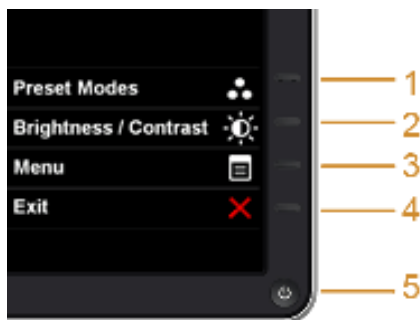 Preset Modes 1
Brightness / Contrast 2
Menu 3
Exit 4
5